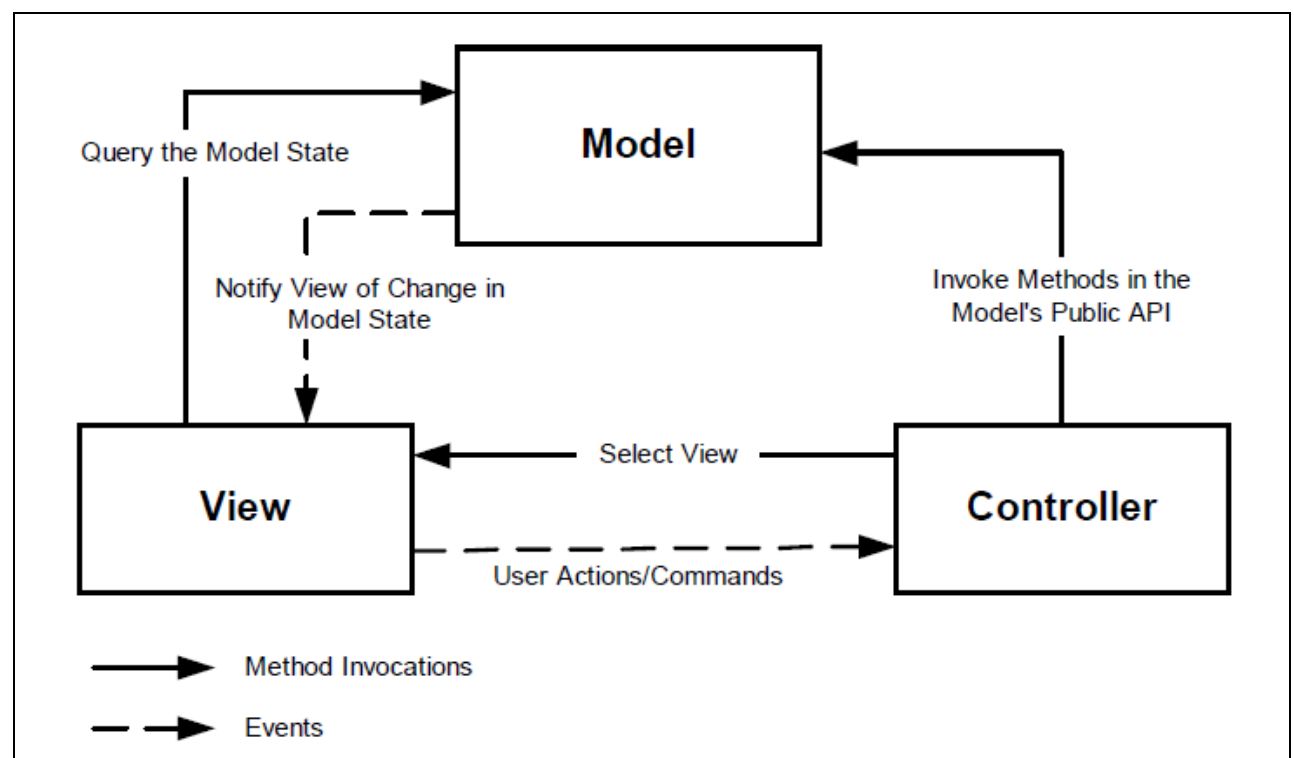 Model
Query the Model State
Notify View of Change in
Model State
Invoke Methods in the
Model's Public API
Select View
View
Controller
User Actions/Commands
Method Invocations
Events